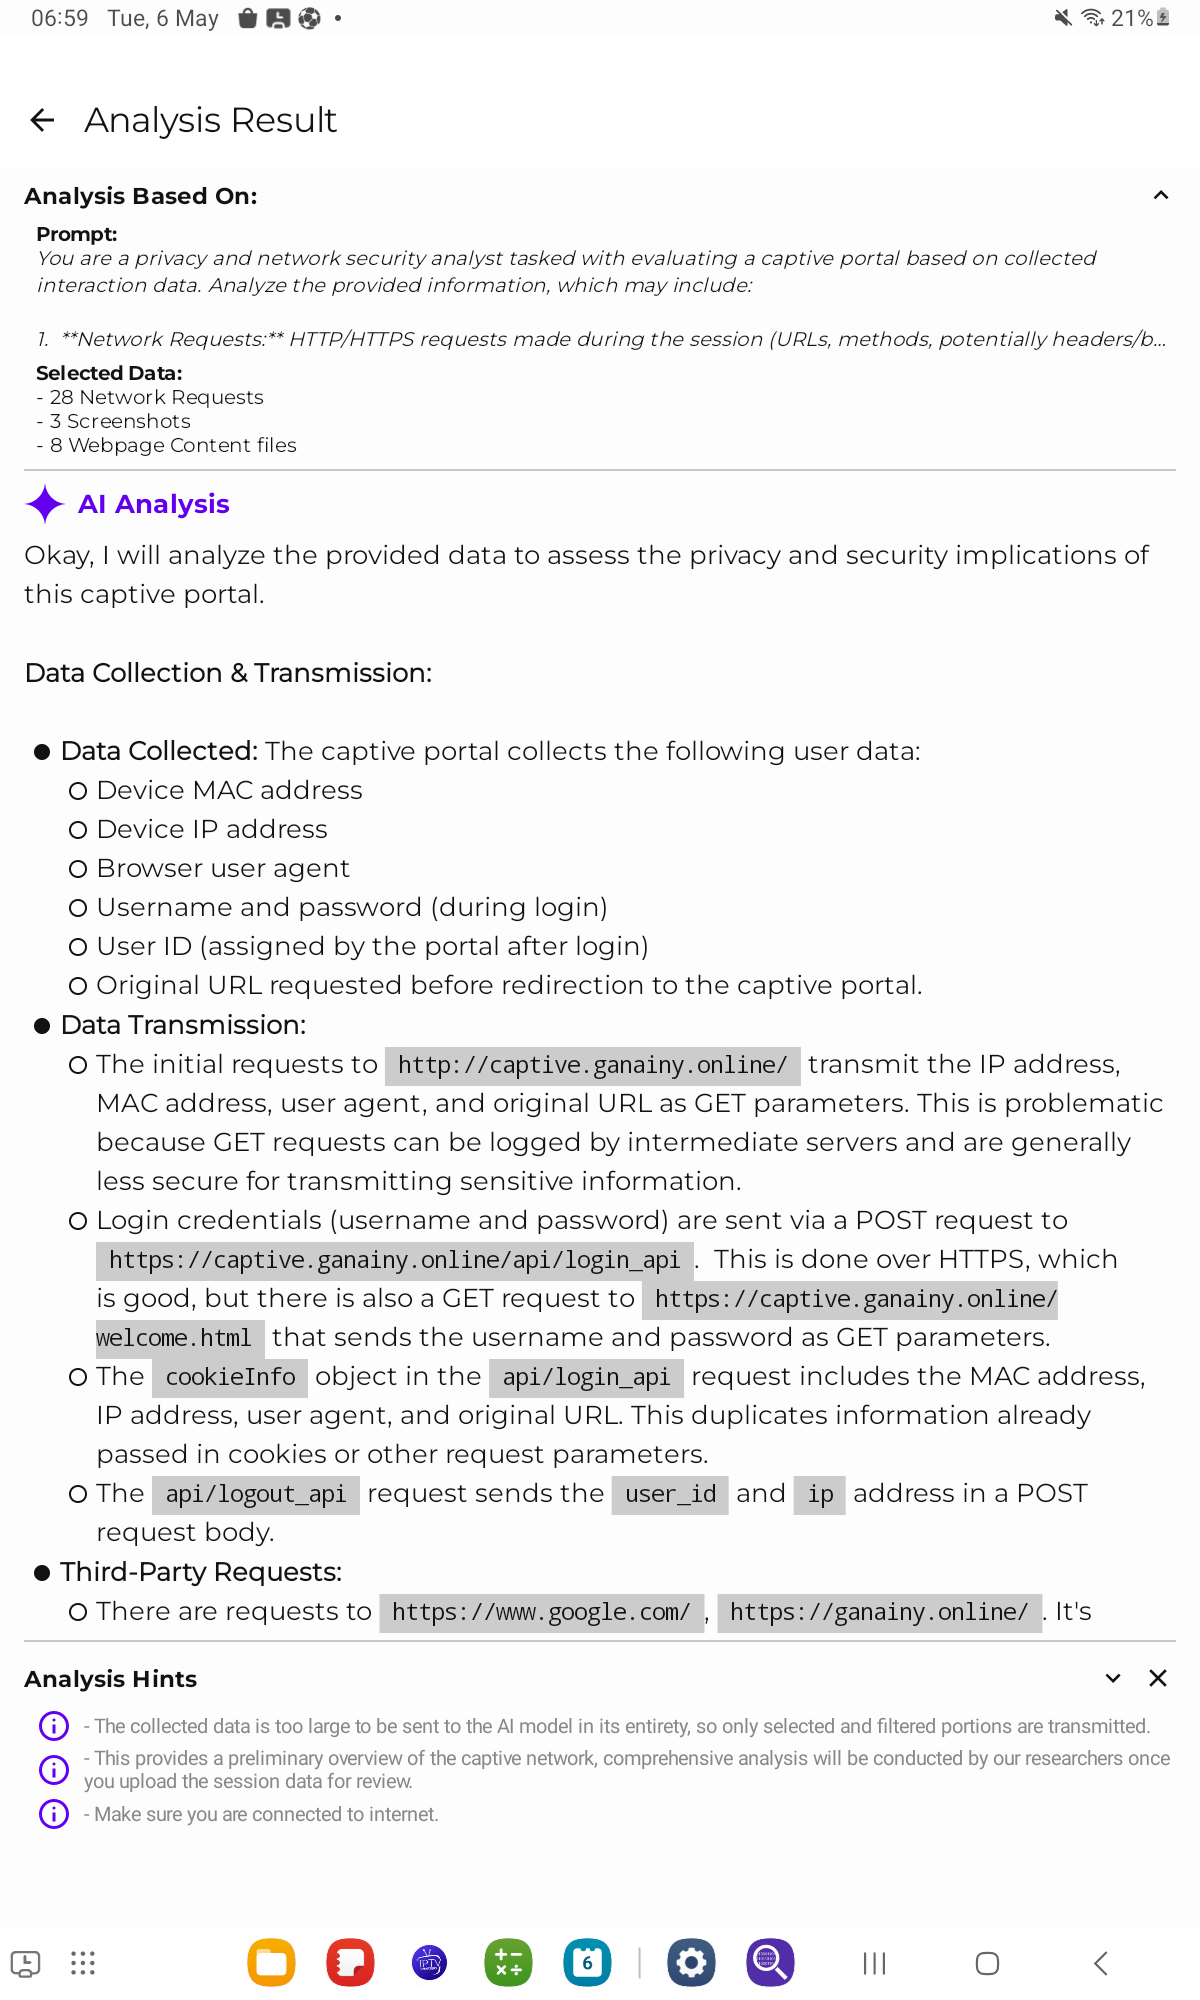 06:59 Tue, 6 May
21%
Analysis Result
Analysis Based On:
Prompt:
You are a privacy and network security analyst tasked with evaluating a captive portal based on collected
interaction data. Analyze the provided information, which may include:
1. **Network Requests:** HTTP/HTTPS requests made during the session (URLs, methods, potentially headers/b...
Selected Data:
- 28 Network Requests
- 3 Screenshots
- 8 Webpage Content files
AI Analysis
Okay, I will analyze the provided data to assess the privacy and security implications of
this captive portal.
Data Collection & Transmission:
Data Collected: The captive portal collects the following user data:
Device MAC address
Device IP address
Browser user agent
Username and password (during login)
User ID (assigned by the portal after login)
Original URL requested before redirection to the captive portal.
Data Transmission:
The initial requests to http://captive.ganainy.online/ transmit the IP address,
MAC address, user agent, and original URL as GET parameters. This is problematic
because GET requests can be logged by intermediate servers and are generally
less secure for transmitting sensitive information.
Login credentials (username and password) are sent via a POST request to
https://captive.ganainy.online/api/login_api . This is done over HTTPS, which
is good, but there is also a GET request to https://captive.ganainy.online/
welcome.html that sends the username and password as GET parameters.
The cookieInfo object in the api/login_api request includes the MAC address,
IP address, user agent, and original URL. This duplicates information already
passed in cookies or other request parameters.
The api/logout_api request sends the user_id and ip address in a POST
request body.
Third-Party Requests:
There are requests to https://www.google.com/ , https://ganainy.online/ . It's
Analysis Hints
- The collected data is too large to be sent to the AI model in its entirety, so only selected and filtered portions are transmitted.
- This provides a preliminary overview of the captive network, comprehensive analysis will be conducted by our researchers once
you upload the session data for review.
- Make sure you are connected to internet.
IPTV
6